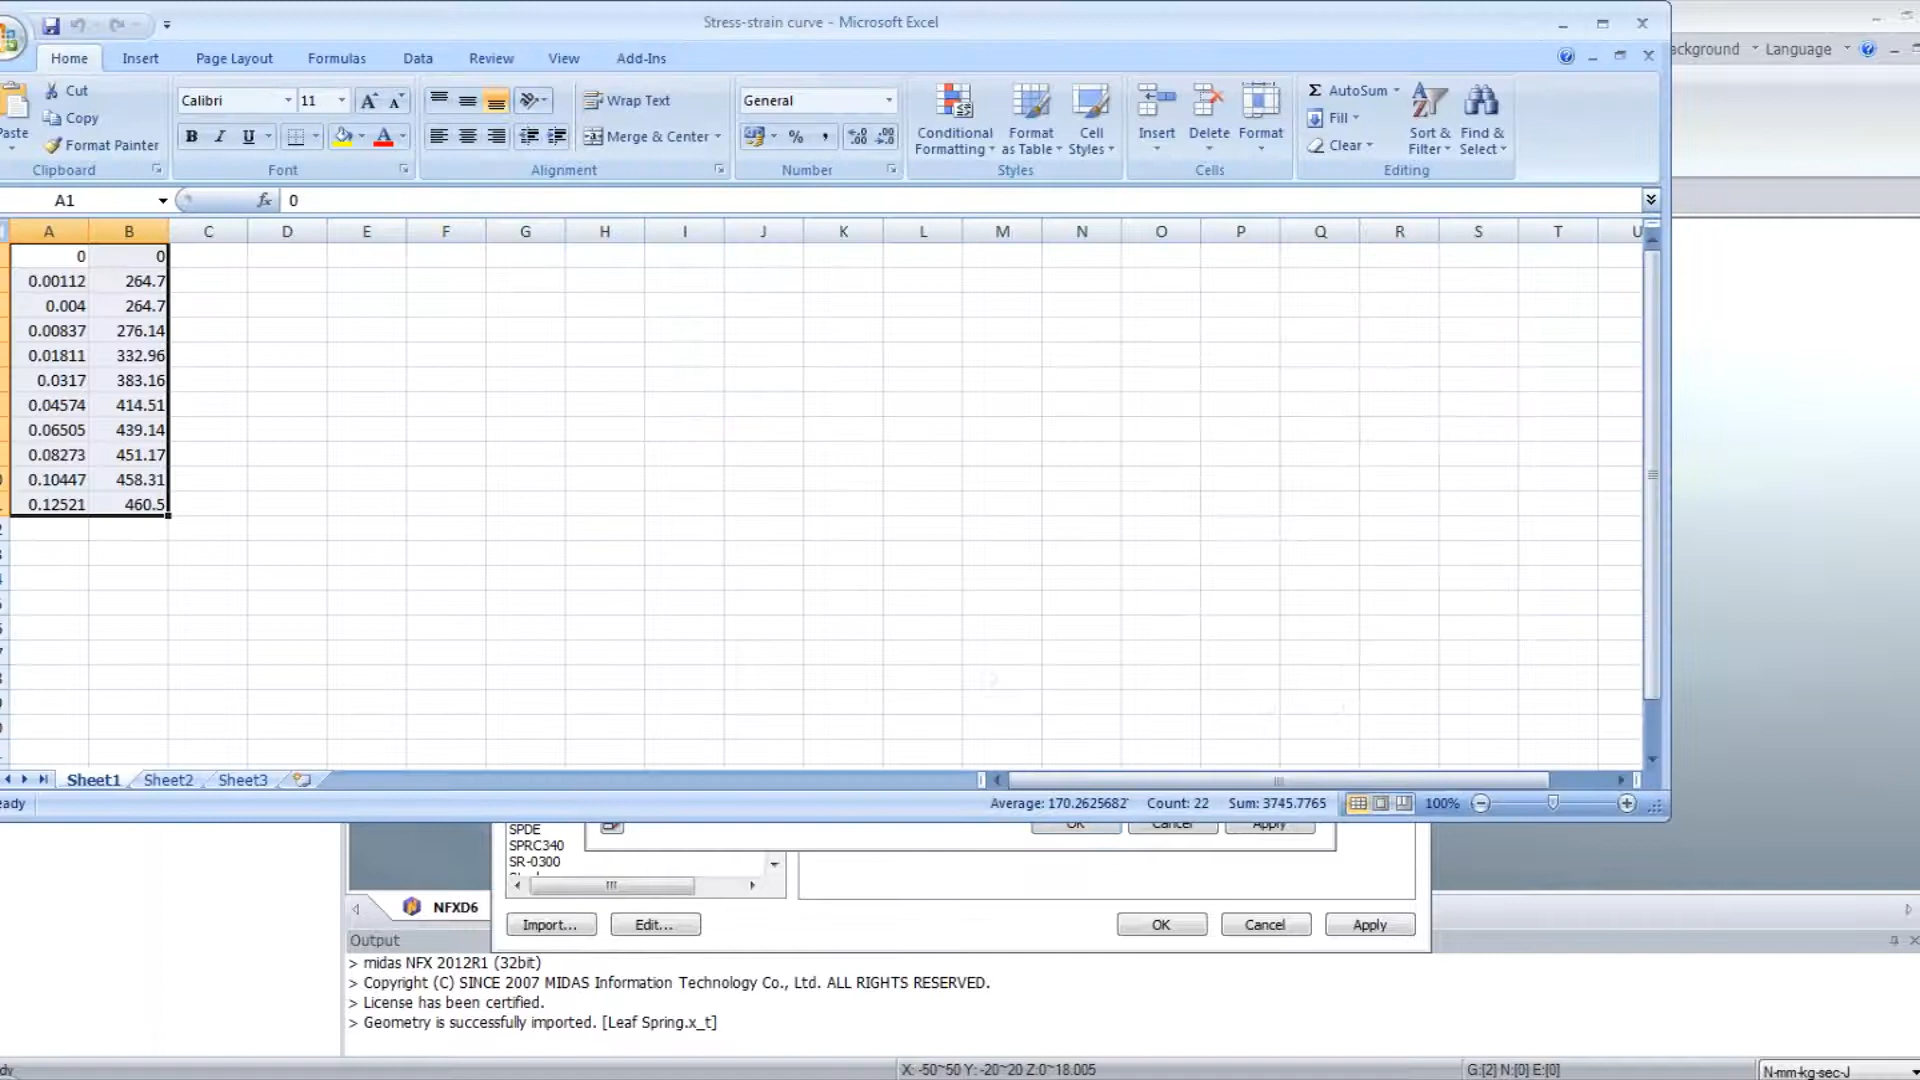 Stress-strain curve - Microsoft Excel
Home Insert Page Layout Formulas Data Review View Add-Ins
ackground Language
Cut
Copy
Format Painter
Paste
Clipboard
Calibri 11
B I U
A A
Font
Wrap Text
Merge & Center
Alignment
General
% ,
Number
Conditional Formatting
Format as Table
Cell Styles
Styles
Insert Delete Format
Cells
Σ AutoSum
Fill
Clear
Sort & Filter
Find & Select
Editing
A1 fx 0
A B C D E F G H I J K L M N O P Q R S T U
0 0
0.00112 264.7
0.004 264.7
0.00837 276.14
0.01811 332.96
0.0317 383.16
0.04574 414.51
0.06505 439.14
0.08273 451.17
0.10447 458.31
0.12521 460.5
Sheet1 Sheet2 Sheet3
eady Average: 170.2625682 Count: 22 Sum: 3745.7765 100%
OK Cancel Apply
SPDE
SPRC340
SR-0300
NFXD6
Import... Edit... OK Cancel Apply
Output
> midas NFX 2012R1 (32bit)
> Copyright (C) SINCE 2007 MIDAS Information Technology Co., Ltd. ALL RIGHTS RESERVED.
> License has been certified.
> Geometry is successfully imported. [Leaf Spring.x_t]
dy X: -50~50 Y: -20~20 Z:0~18.005 G:[2] N:[0] E:[0] N-mm-kg-sec-J